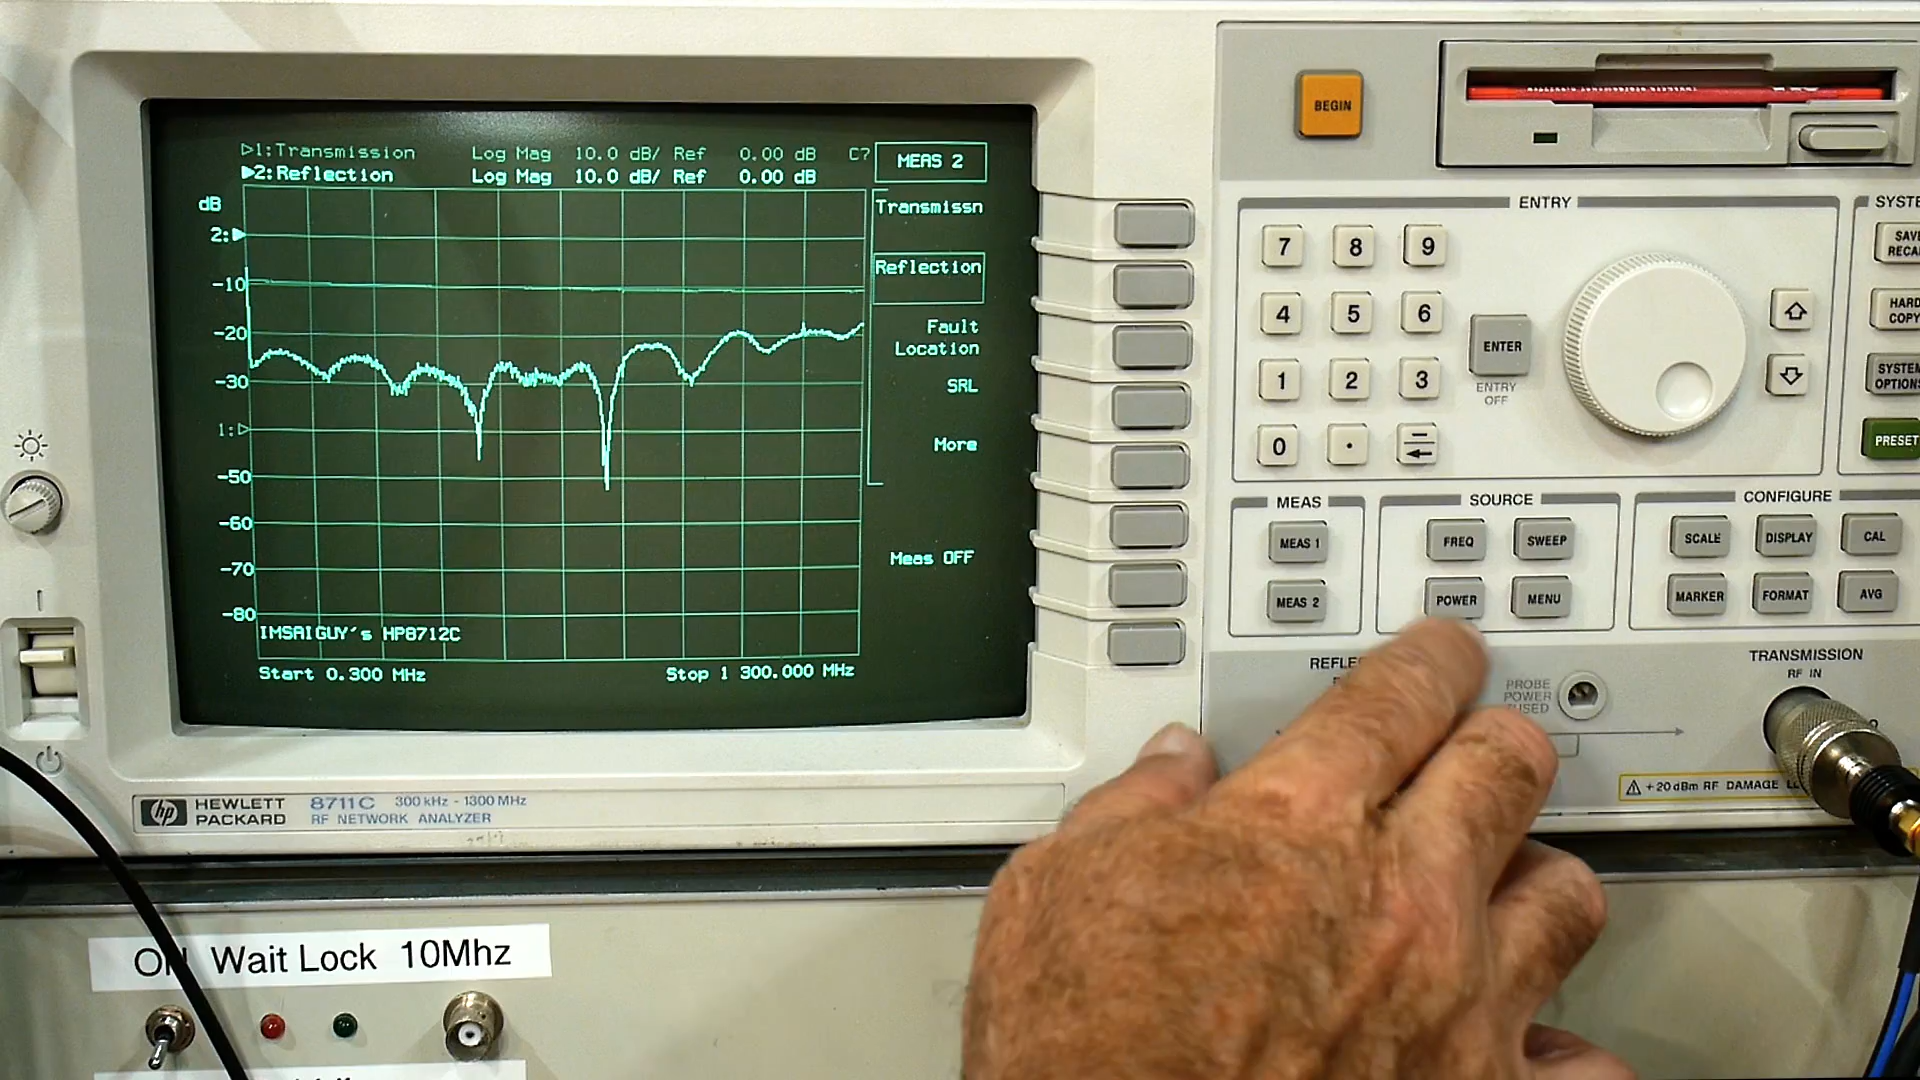 ▷1:Transmission Log Mag 10.0 dB/ Ref 0.00 dB C?
▶2:Reflection Log Mag 10.0 dB/ Ref 0.00 dB
MEAS 2
dB
2:▶
-10
-20
-30
1:▷
-50
-60
-70
-80
Transmissn
Reflection
Fault
Location
SRL
More
Meas OFF
IMSAIGUY's HP8712C
Start 0.300 MHz
Stop 1 300.000 MHz
hp HEWLETT
PACKARD
8711C 300 kHz - 1300 MHz
RF NETWORK ANALYZER
BEGIN
ENTRY
7 8 9
4 5 6
1 2 3
0 . −
ENTER
ENTRY
OFF
PRESET
MEAS
MEAS 1
MEAS 2
SOURCE
FREQ SWEEP
POWER MENU
CONFIGURE
SCALE DISPLAY CAL
MARKER FORMAT AVG
PROBE
POWER
TRANSMISSION
RF IN
⚠ +20 dBm RF DAMAGE
Wait Lock 10Mhz